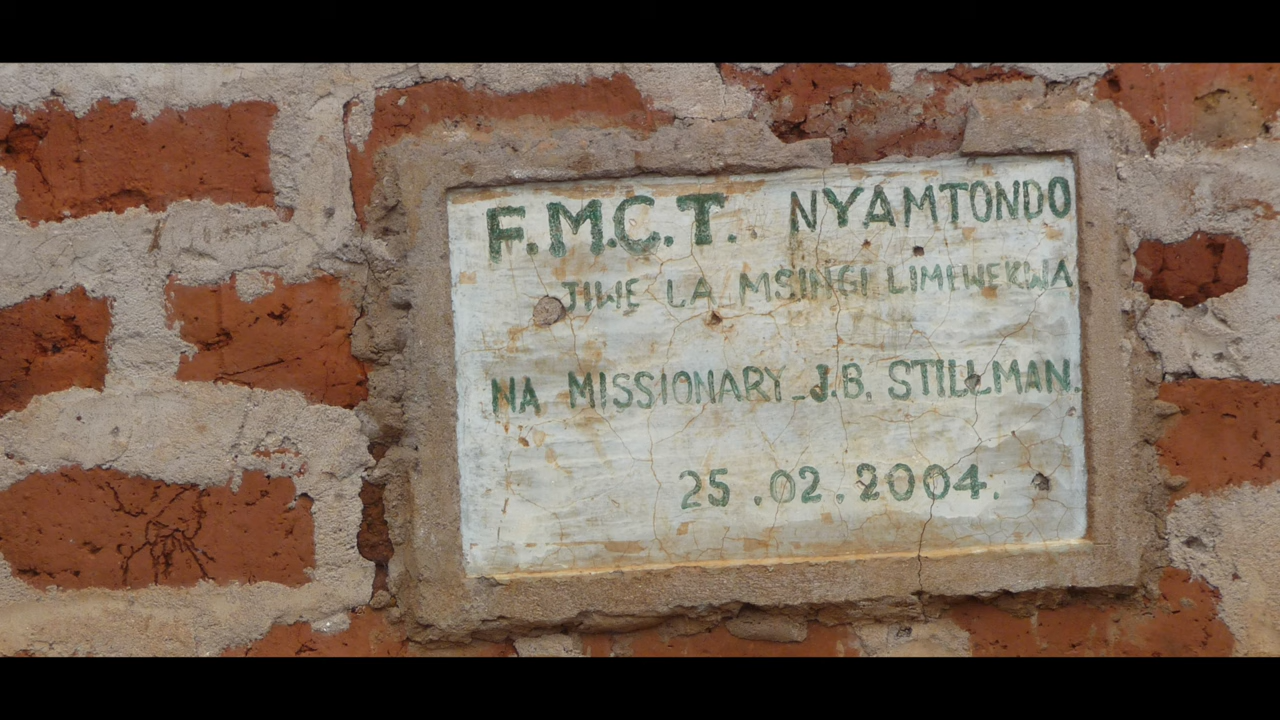 F.M.C.T. NYAMTONDO
JIWE LA MSINGI LIMEWEKWA
NA MISSIONARY - J.B. STILLMAN.
25.02.2004.